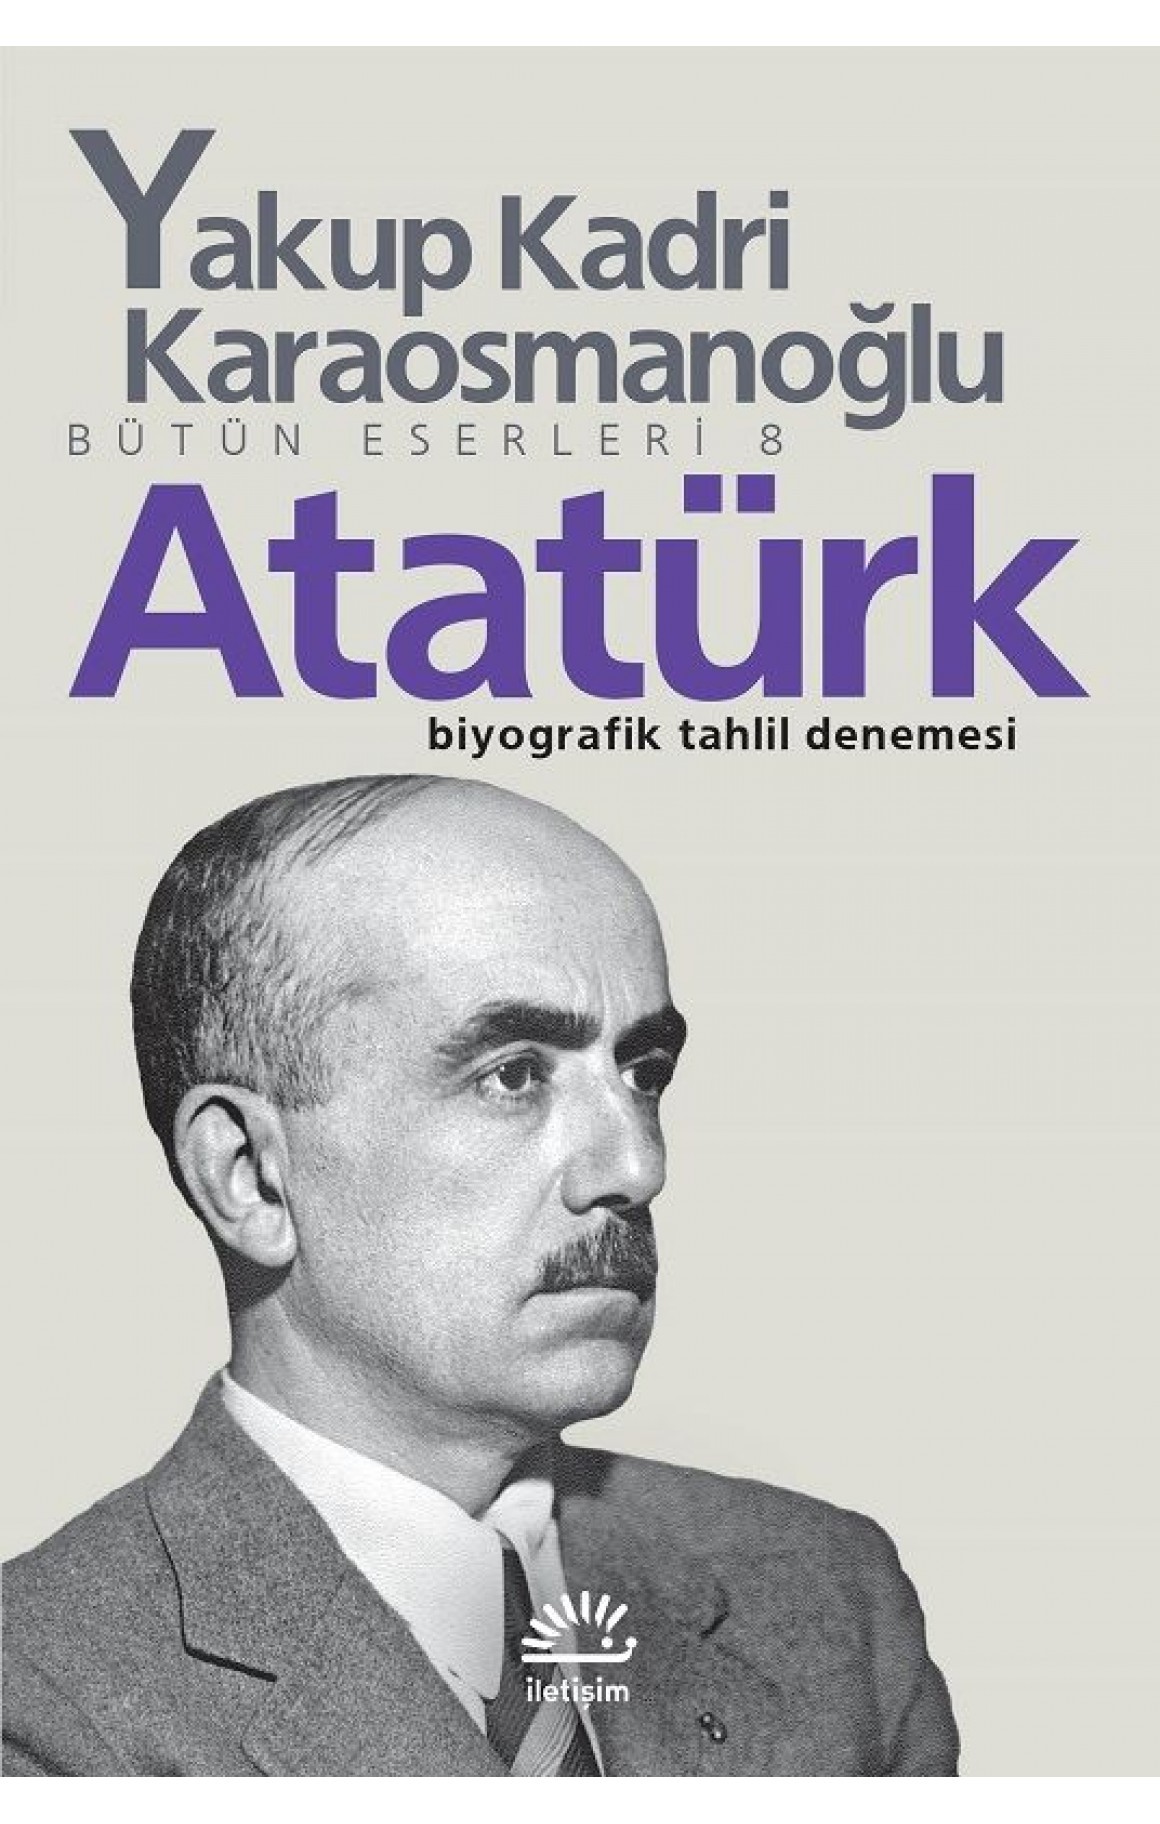 Yakup Kadri
Karaosmanoğlu
BÜTÜN ESERLERİ 8
Atatürk
biyografik tahlil denemesi
iletişim